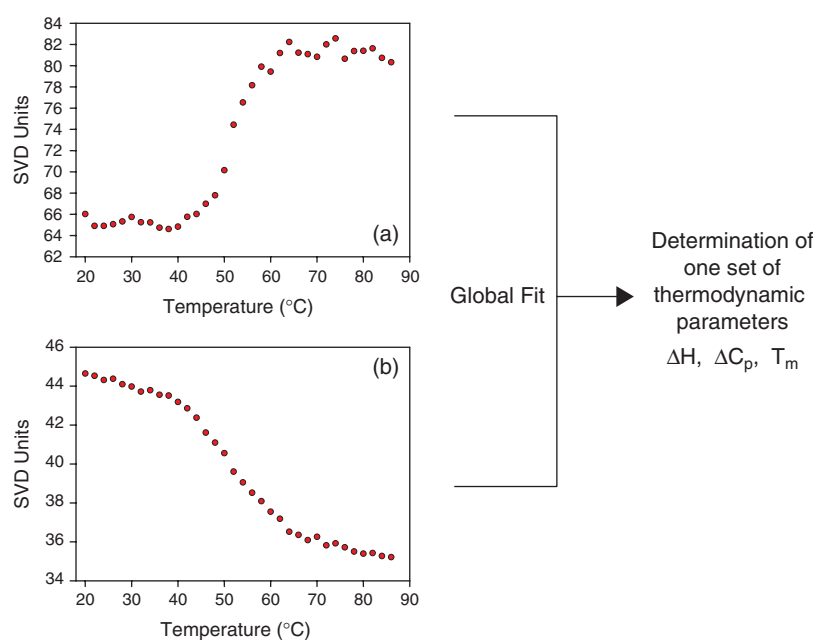 84
82
80
76
76
74
72
70
68
66
64
62
SVD Units
(a)
20 30 40 50 60 70 80 90
Temperature (°C)
46
44
42
40
38
36
34
SVD Units
(b)
20 30 40 50 60 70 80 90
Temperature (°C)
Global Fit
Determination of
one set of
thermodynamic
parameters
ΔH, ΔCp, Tm